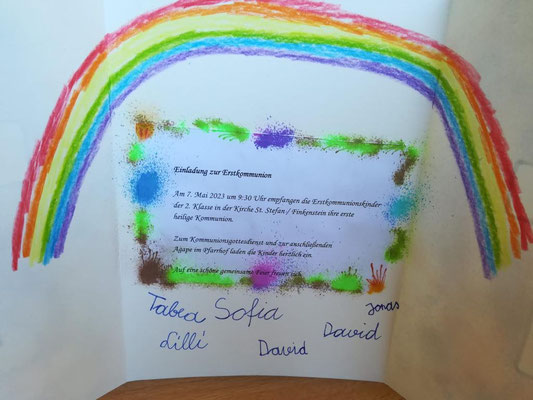 Einladung zur Erstkommunion
Am 7. Mai 2023 um 9:30 Uhr empfangen die Erstkommunionskinder
der 2. Klasse in der Kirche St. Stefan / Finkenstein ihre erste
heilige Kommunion.
Zum Kommunionsgottesdienst und zur anschließenden
Agape im Pfarrhof laden die Kinder herzlich ein.
Auf eine schöne gemeinsame Feier freuen sich
Tabea Sofia Jonas
Lilli David David